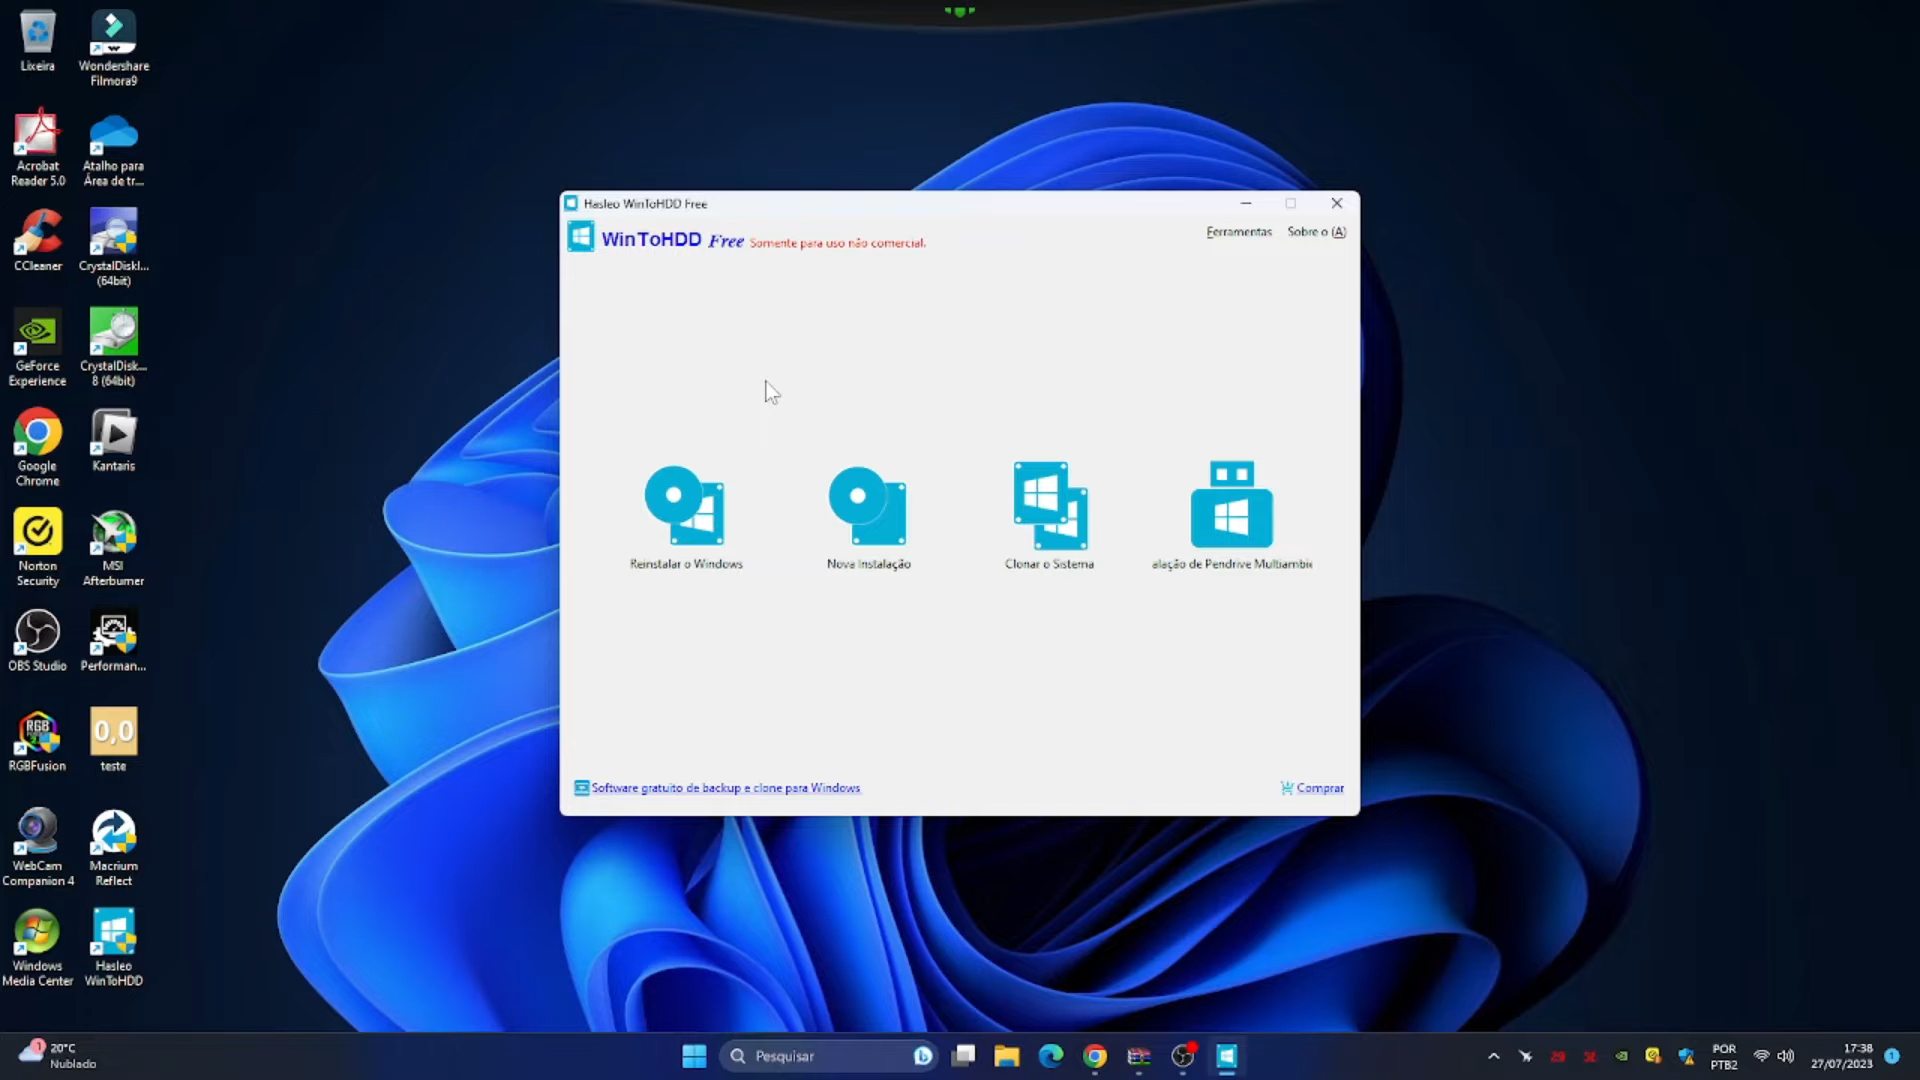 Lixeira
Wondershare
Filmora9
Acrobat
Reader 5.0
Atalho para
Área de tr...
CCleaner
CrystalDiskI...
(64bit)
GeForce
Experience
CrystalDisk...
8 (64bit)
Google
Chrome
Kantaris
Norton
Security
MSI
Afterburner
OBS Studio
Performan...
RGB
RGBFusion
0,0
teste
WebCam
Companion 4
Macrium
Reflect
Windows
Media Center
Hasleo
WinToHDD
Hasleo WinToHDD Free
WinToHDD Free Somente para uso não comercial.
Ferramentas
Sobre o (A)
Reinstalar o Windows
Nova Instalação
Clonar o Sistema
alação de Pendrive Multiambie
Software gratuito de backup e clone para Windows
Comprar
1
20°C
Nublado
Pesquisar
POR
PTB2
17:38
27/07/2023
1